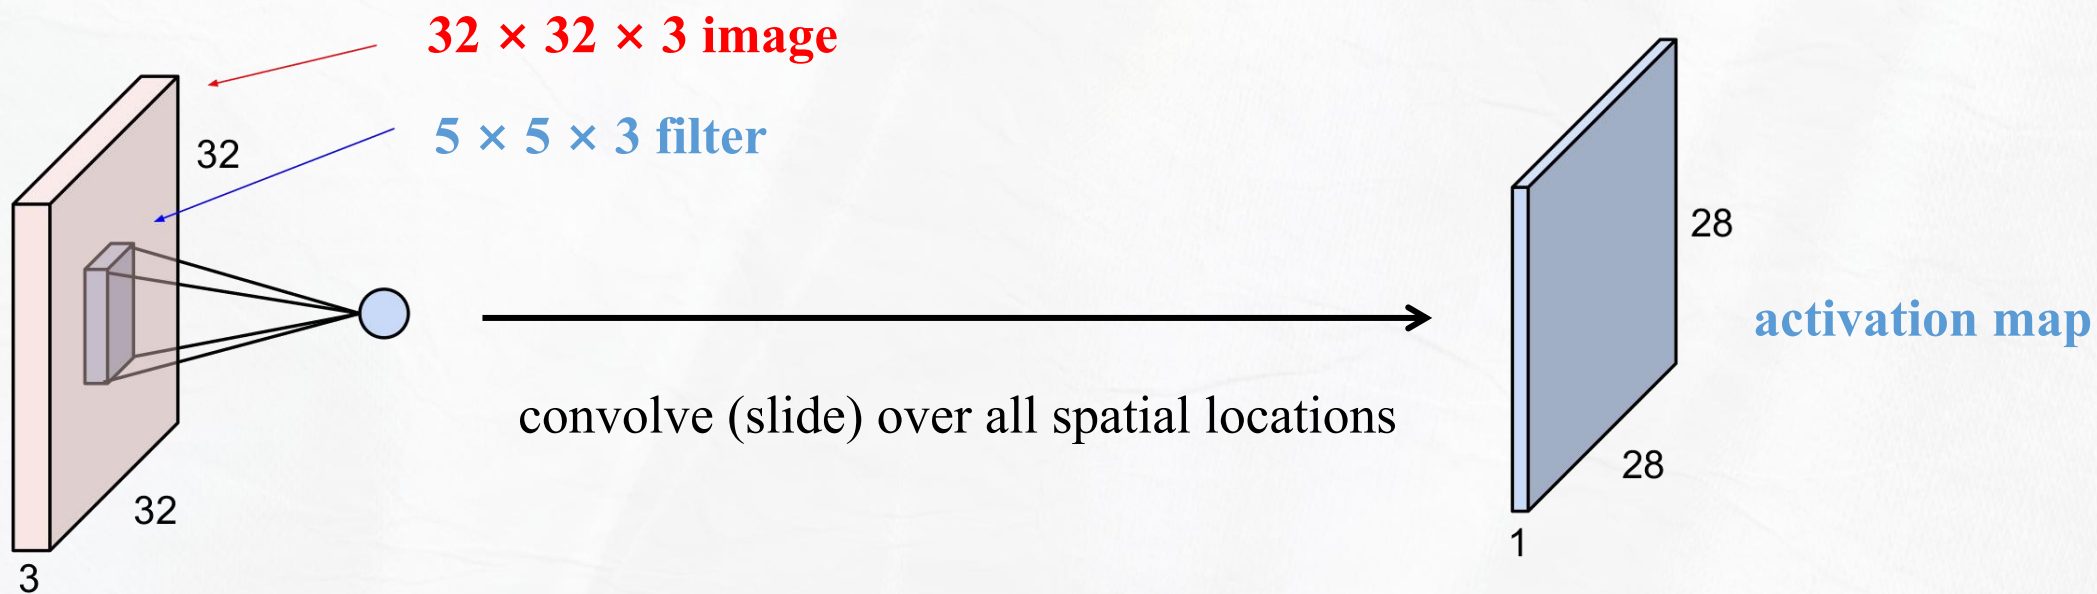 32 × 32 × 3 image
5 × 5 × 3 filter
32
32
3
convolve (slide) over all spatial locations
28
28
1
activation map